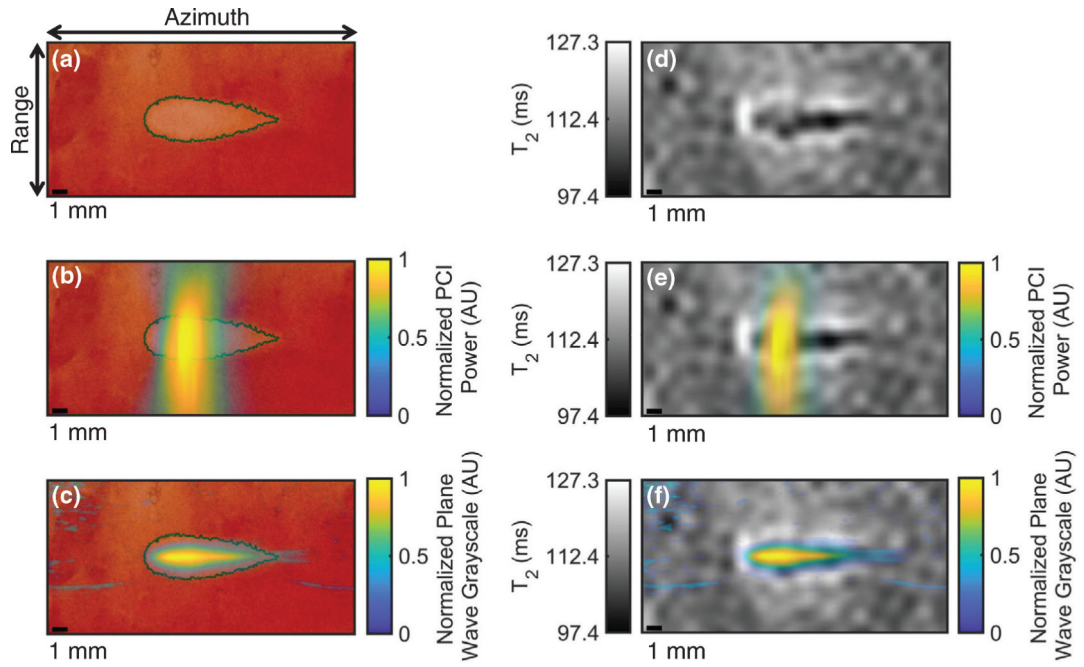 Azimuth
Range
(a)
1 mm
127.3
112.4
97.4
T2 (ms)
(d)
1 mm
(b)
1 mm
1
0.5
0
Normalized PCI
Power (AU)
127.3
112.4
97.4
T2 (ms)
(e)
1 mm
1
0.5
0
Normalized PCI
Power (AU)
(c)
1 mm
1
0.5
0
Normalized Plane
Wave Grayscale (AU)
127.3
112.4
97.4
T2 (ms)
(f)
1 mm
1
0.5
0
Normalized Plane
Wave Grayscale (AU)